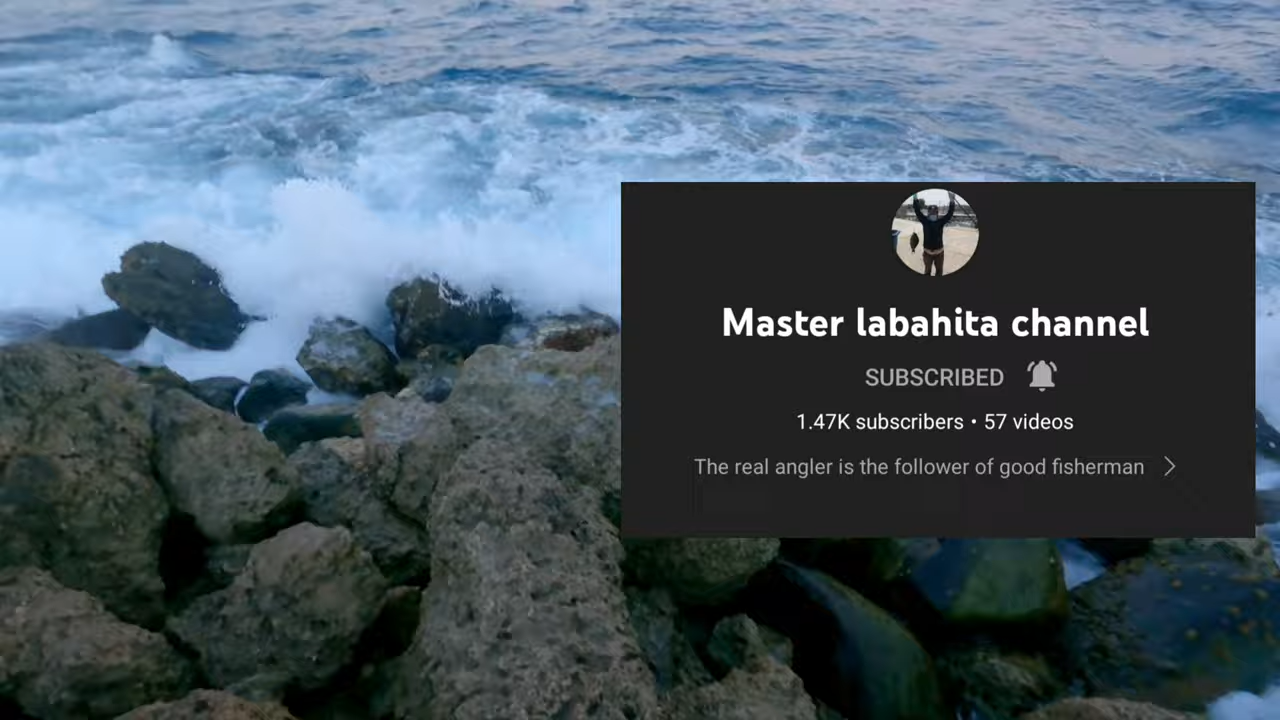 Master labahita channel
SUBSCRIBED
1.47K subscribers • 57 videos
The real angler is the follower of good fisherman